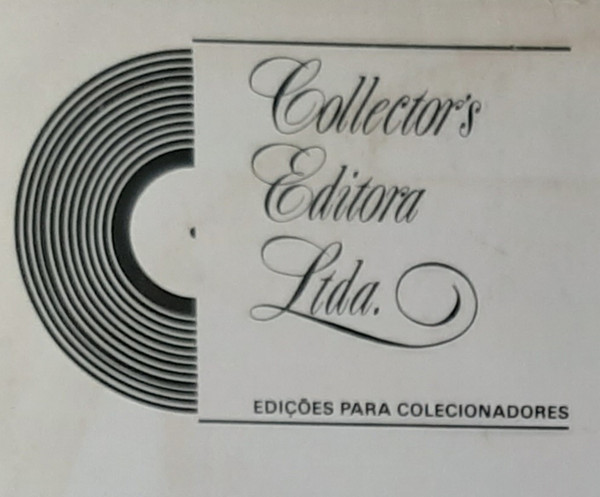 Collector's
Editora
Ltda.
EDIÇÕES PARA COLECIONADORES